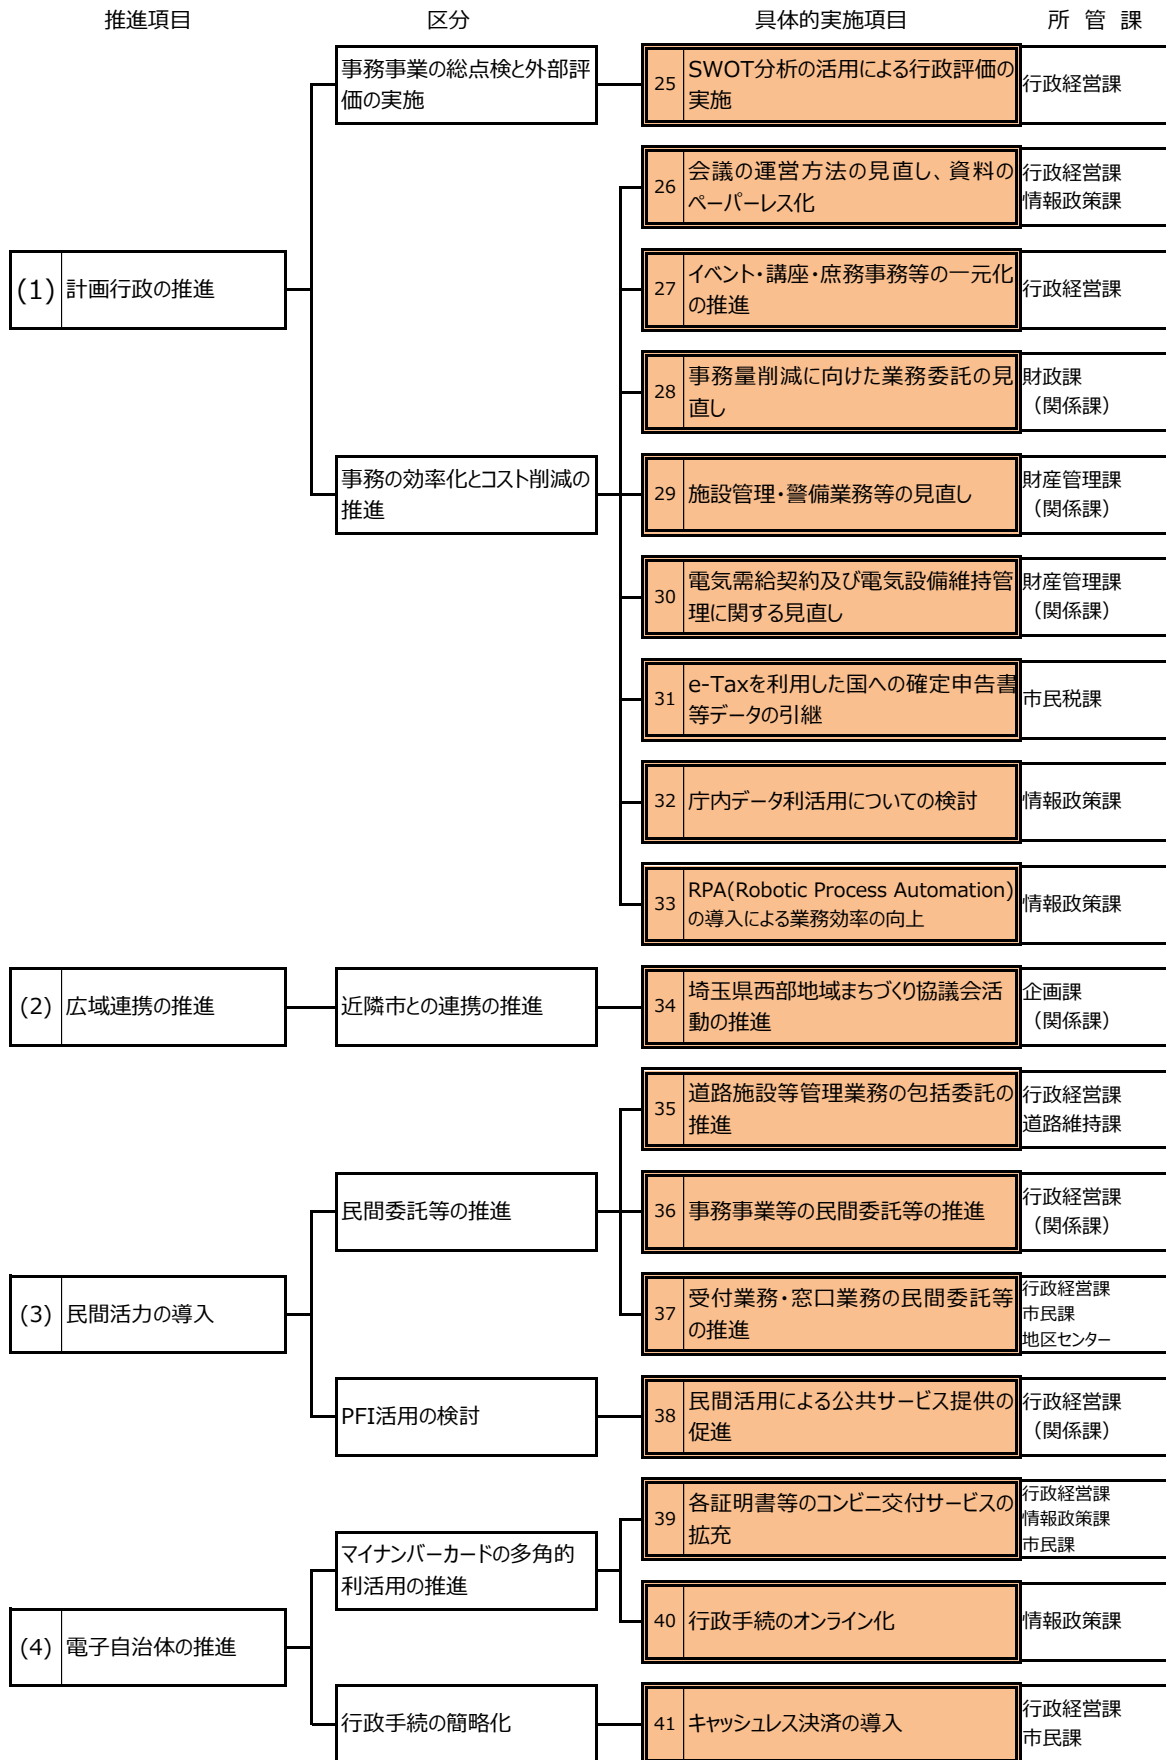 推進項目 区分 具体的実施項目 所管課
事務事業の総点検と外部評
価の実施
25 SWOT分析の活用による行政評価の
実施
行政経営課
26 会議の運営方法の見直し、資料の
ペーパーレス化
行政経営課
情報政策課
(1) 計画行政の推進
27 イベント・講座・庶務事務等の一元化
の推進
行政経営課
28 事務量削減に向けた業務委託の見
直し
財政課
（関係課）
事務の効率化とコスト削減の
推進
29 施設管理・警備業務等の見直し
財産管理課
（関係課）
30 電気需給契約及び電気設備維持管
理に関する見直し
財産管理課
（関係課）
31 e-Taxを利用した国への確定申告書
等データの引継
市民税課
32 庁内データ利活用についての検討
情報政策課
33 RPA(Robotic Process Automation)
の導入による業務効率の向上
情報政策課
(2) 広域連携の推進
近隣市との連携の推進
34 埼玉県西部地域まちづくり協議会活
動の推進
企画課
（関係課）
35 道路施設等管理業務の包括委託の
推進
行政経営課
道路維持課
民間委託等の推進
36 事務事業等の民間委託等の推進
行政経営課
（関係課）
(3) 民間活力の導入
37 受付業務・窓口業務の民間委託等
の推進
行政経営課
市民課
地区センター
PFI活用の検討
38 民間活用による公共サービス提供の
促進
行政経営課
（関係課）
39 各証明書等のコンビニ交付サービスの
拡充
行政経営課
情報政策課
市民課
マイナンバーカードの多角的
利活用の推進
40 行政手続のオンライン化
情報政策課
(4) 電子自治体の推進
行政手続の簡略化
41 キャッシュレス決済の導入
行政経営課
市民課